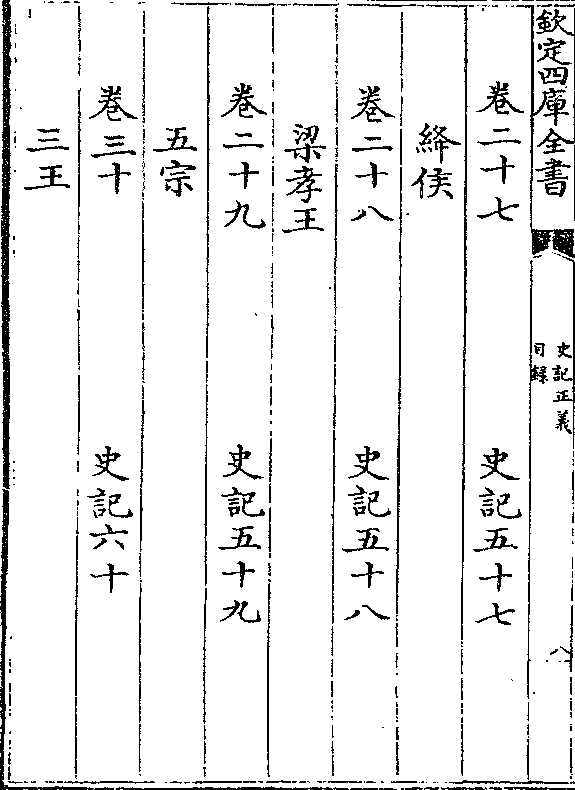 欽定四庫全書
史記正義
目錄
八
卷二十七 史記五十七
絳侯
卷二十八 史記五十八
梁孝王
卷二十九 史記五十九
五宗
卷三十 史記六十
三王